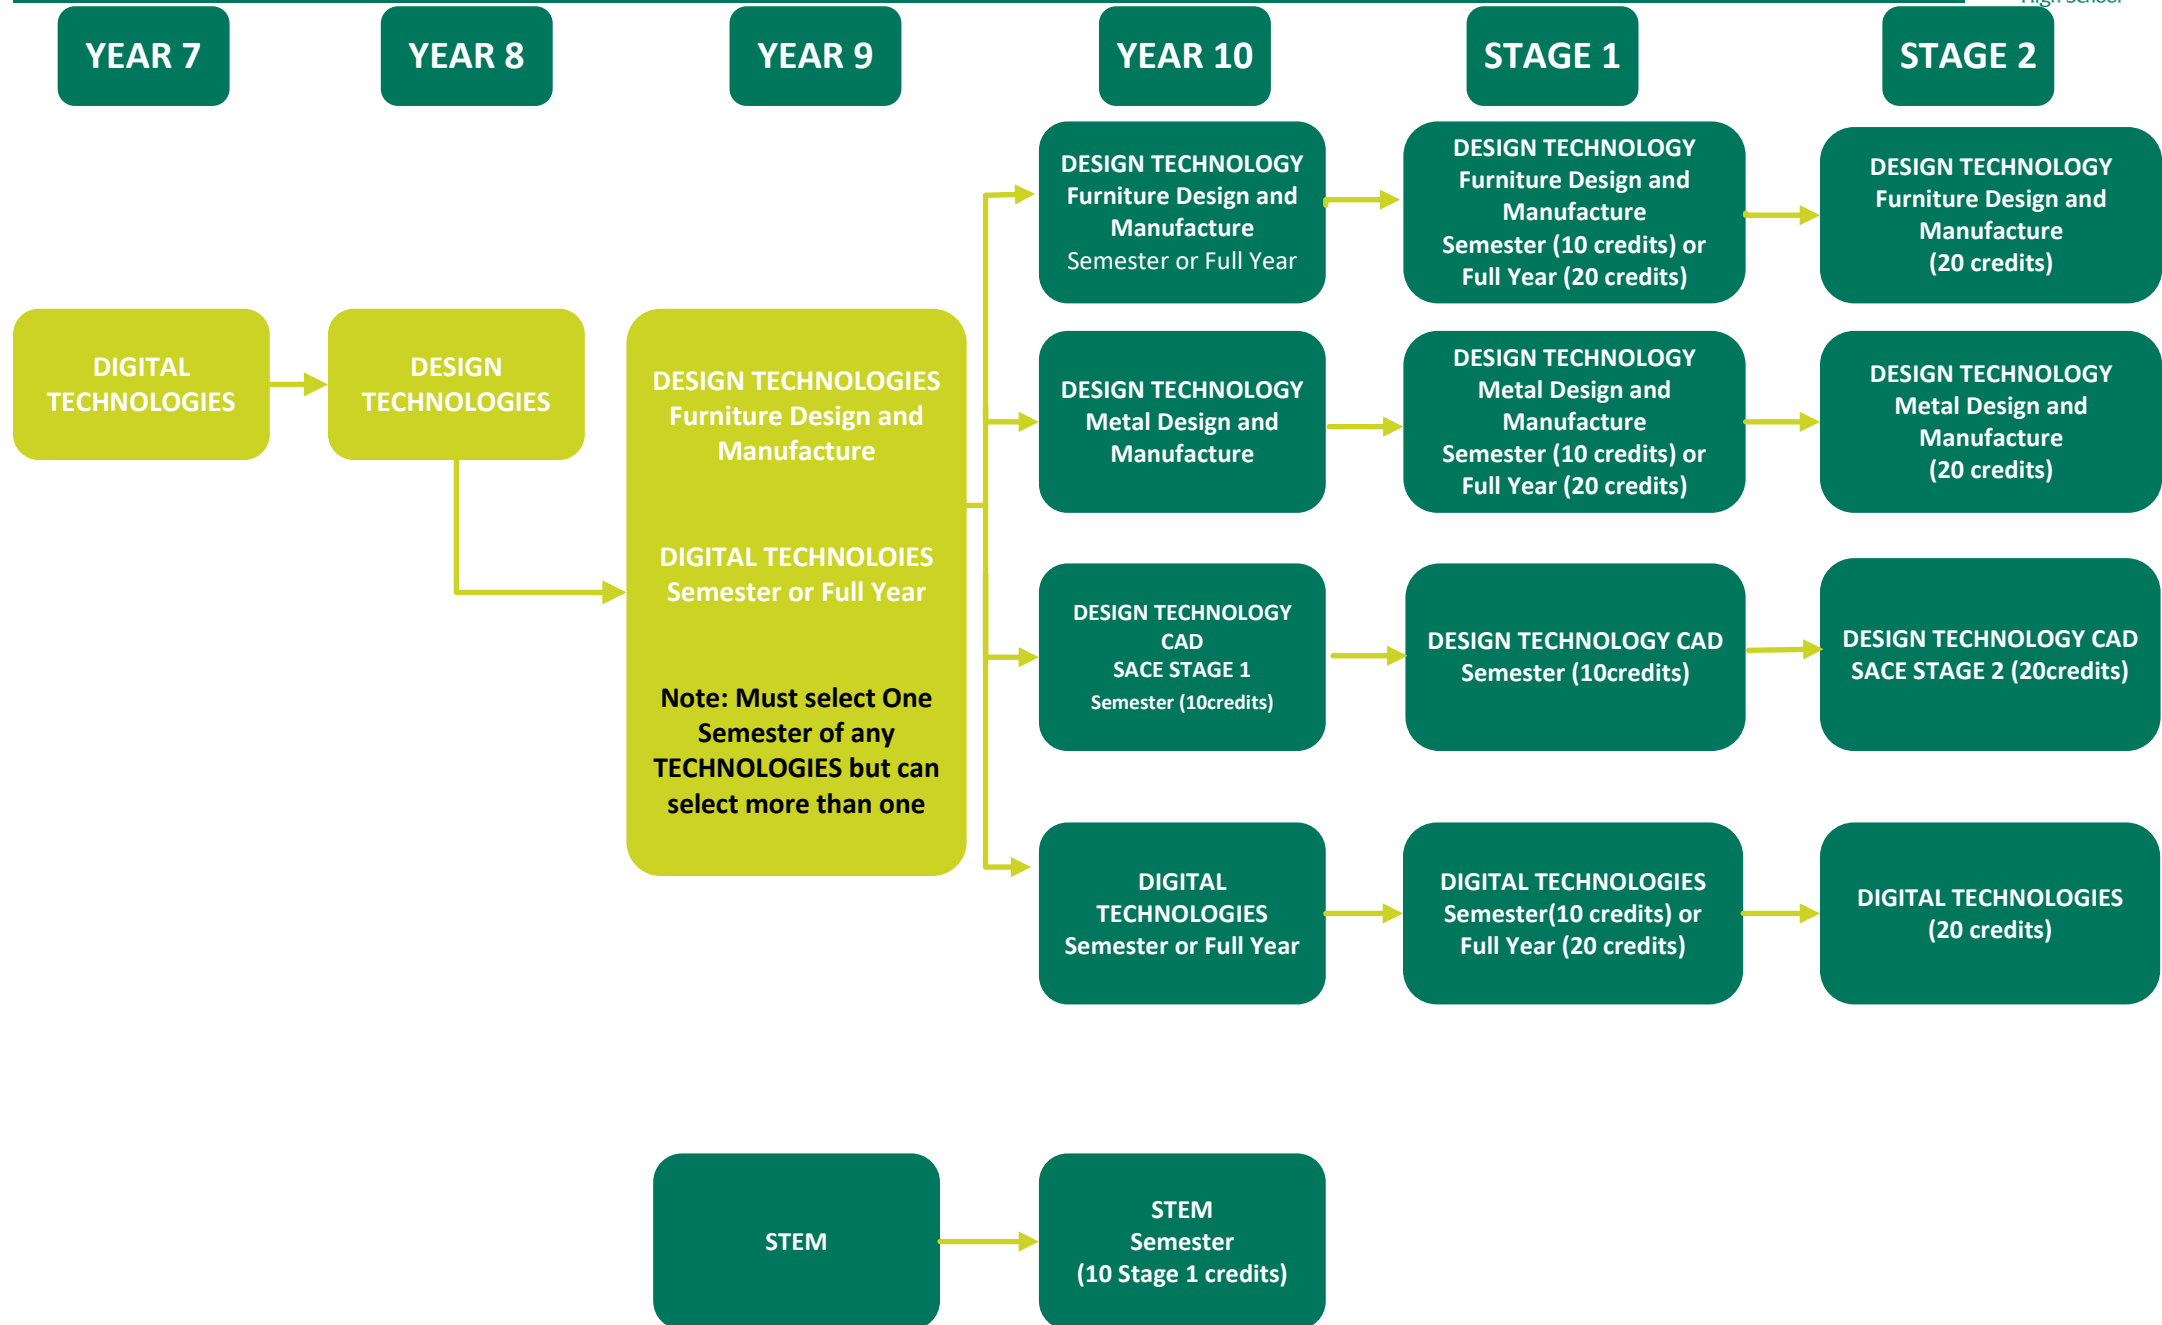 High School
YEAR 7
YEAR 8
YEAR 9
YEAR 10
STAGE 1
STAGE 2
DIGITAL
TECHNOLOGIES
DESIGN
TECHNOLOGIES
DESIGN TECHNOLOGIES
Furniture Design and
Manufacture
DIGITAL TECHNOLOIES
Semester or Full Year
Note: Must select One
Semester of any
TECHNOLOGIES but can
select more than one
DESIGN TECHNOLOGY
Furniture Design and
Manufacture
Semester or Full Year
DESIGN TECHNOLOGY
Furniture Design and
Manufacture
Semester (10 credits) or
Full Year (20 credits)
DESIGN TECHNOLOGY
Furniture Design and
Manufacture
(20 credits)
DESIGN TECHNOLOGY
Metal Design and
Manufacture
DESIGN TECHNOLOGY
Metal Design and
Manufacture
Semester (10 credits) or
Full Year (20 credits)
DESIGN TECHNOLOGY
Metal Design and
Manufacture
(20 credits)
DESIGN TECHNOLOGY
CAD
SACE STAGE 1
Semester (10credits)
DESIGN TECHNOLOGY CAD
Semester (10credits)
DESIGN TECHNOLOGY CAD
SACE STAGE 2 (20credits)
DIGITAL
TECHNOLOGIES
Semester or Full Year
DIGITAL TECHNOLOGIES
Semester(10 credits) or
Full Year (20 credits)
DIGITAL TECHNOLOGIES
(20 credits)
STEM
STEM
Semester
(10 Stage 1 credits)